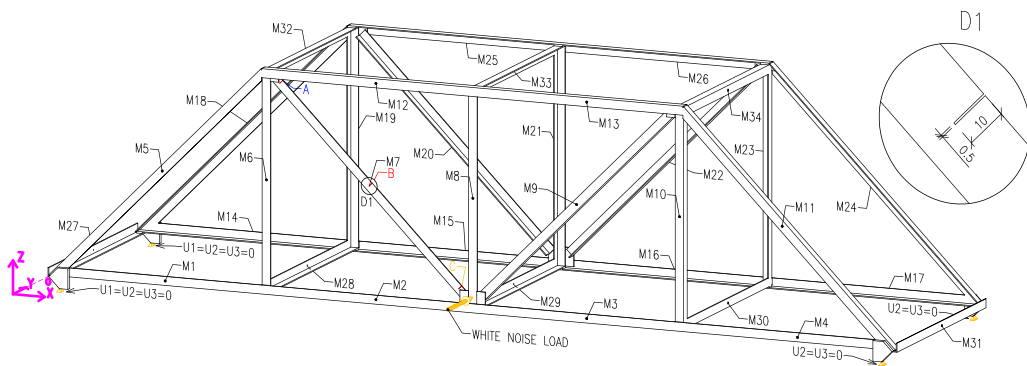 D1
M32
M25
M26
M33
M34
A
M12
M13
M18
M19
M21
M23
M20
M5
M6
M7
B
M8
M9
M10
M22
M11
M24
D1
10
0.5
M27
M14
M15
M16
M17
Z
Y
X
U1=U2=U3=0
C
M1
M28
M2
M29
M3
M30
M4
U2=U3=0
M31
U1=U2=U3=0
WHITE NOISE LOAD
U2=U3=0